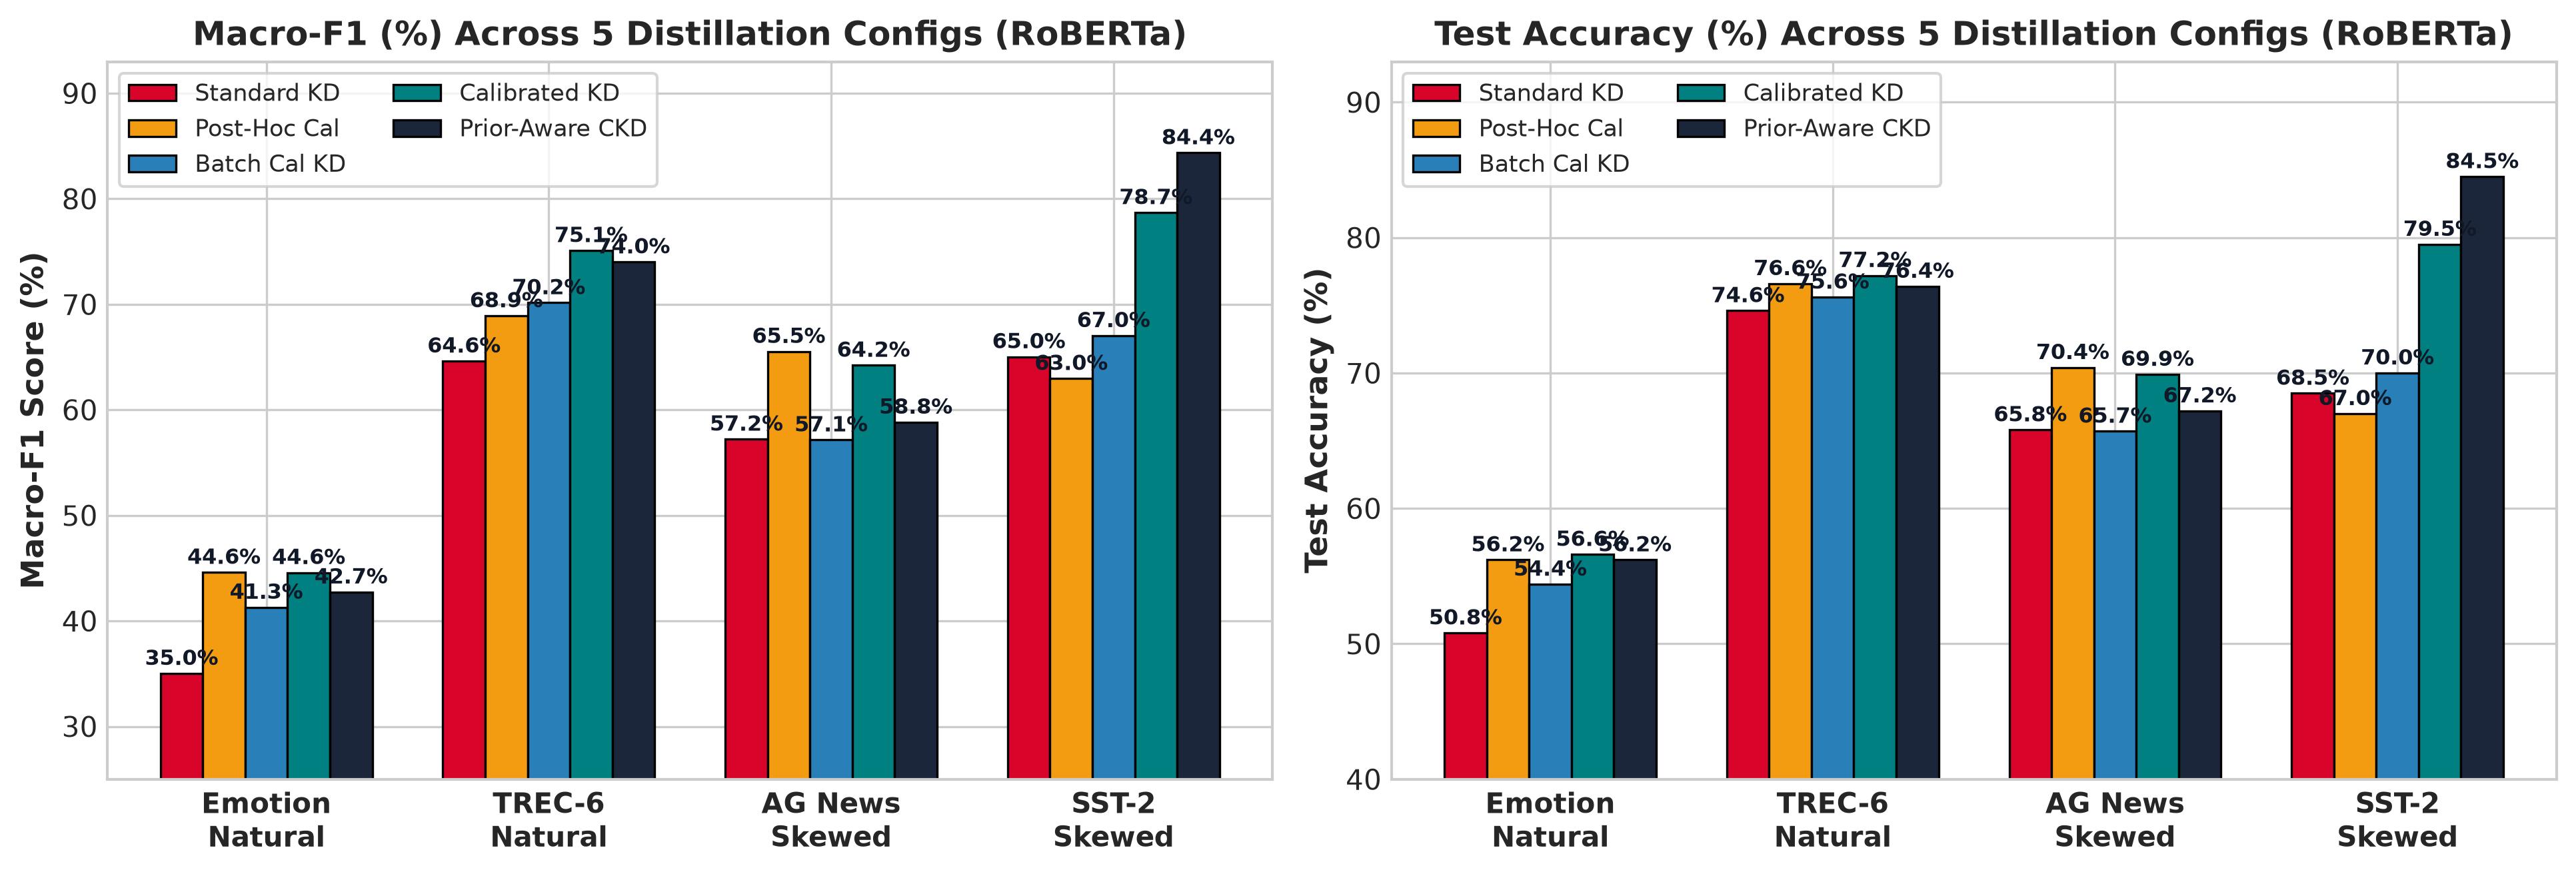 Macro-F1 (%) Across 5 Distillation Configs (RoBERTa)
Standard KD
Post-Hoc Cal
Batch Cal KD
Calibrated KD
Prior-Aware CKD
Macro-F1 Score (%)
90
80
70
60
50
40
30
35.0%
44.6%
41.3%
44.6%
42.7%
64.6%
68.9%
70.2%
75.1%
74.0%
57.2%
65.5%
57.1%
64.2%
58.8%
65.0%
63.0%
67.0%
78.7%
84.4%
Emotion
Natural
TREC-6
Natural
AG News
Skewed
SST-2
Skewed
Test Accuracy (%) Across 5 Distillation Configs (RoBERTa)
Standard KD
Post-Hoc Cal
Batch Cal KD
Calibrated KD
Prior-Aware CKD
Test Accuracy (%)
90
80
70
60
50
40
50.8%
56.2%
54.4%
56.6%
56.2%
74.6%
76.6%
75.6%
77.2%
76.4%
65.8%
70.4%
65.7%
69.9%
67.2%
68.5%
67.0%
70.0%
79.5%
84.5%
Emotion
Natural
TREC-6
Natural
AG News
Skewed
SST-2
Skewed